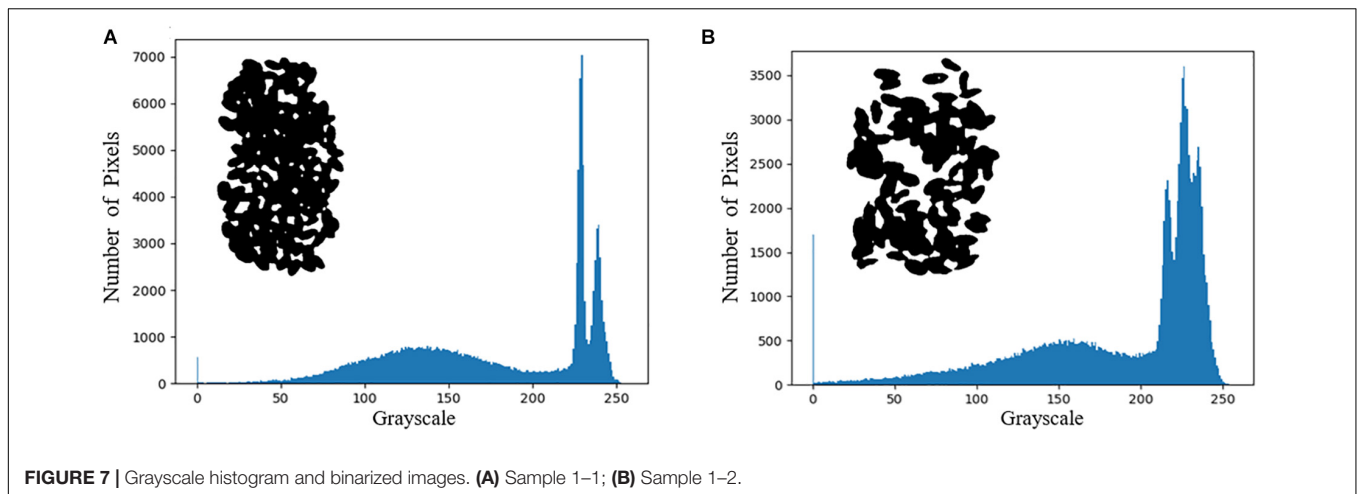 A
7000
6000
5000
4000
3000
2000
1000
0
Number of Pixels
0 50 100 150 200 250
Grayscale
B
3500
3000
2500
2000
1500
1000
500
0
Number of Pixels
0 50 100 150 200 250
Grayscale
FIGURE 7 | Grayscale histogram and binarized images. (A) Sample 1–1; (B) Sample 1–2.